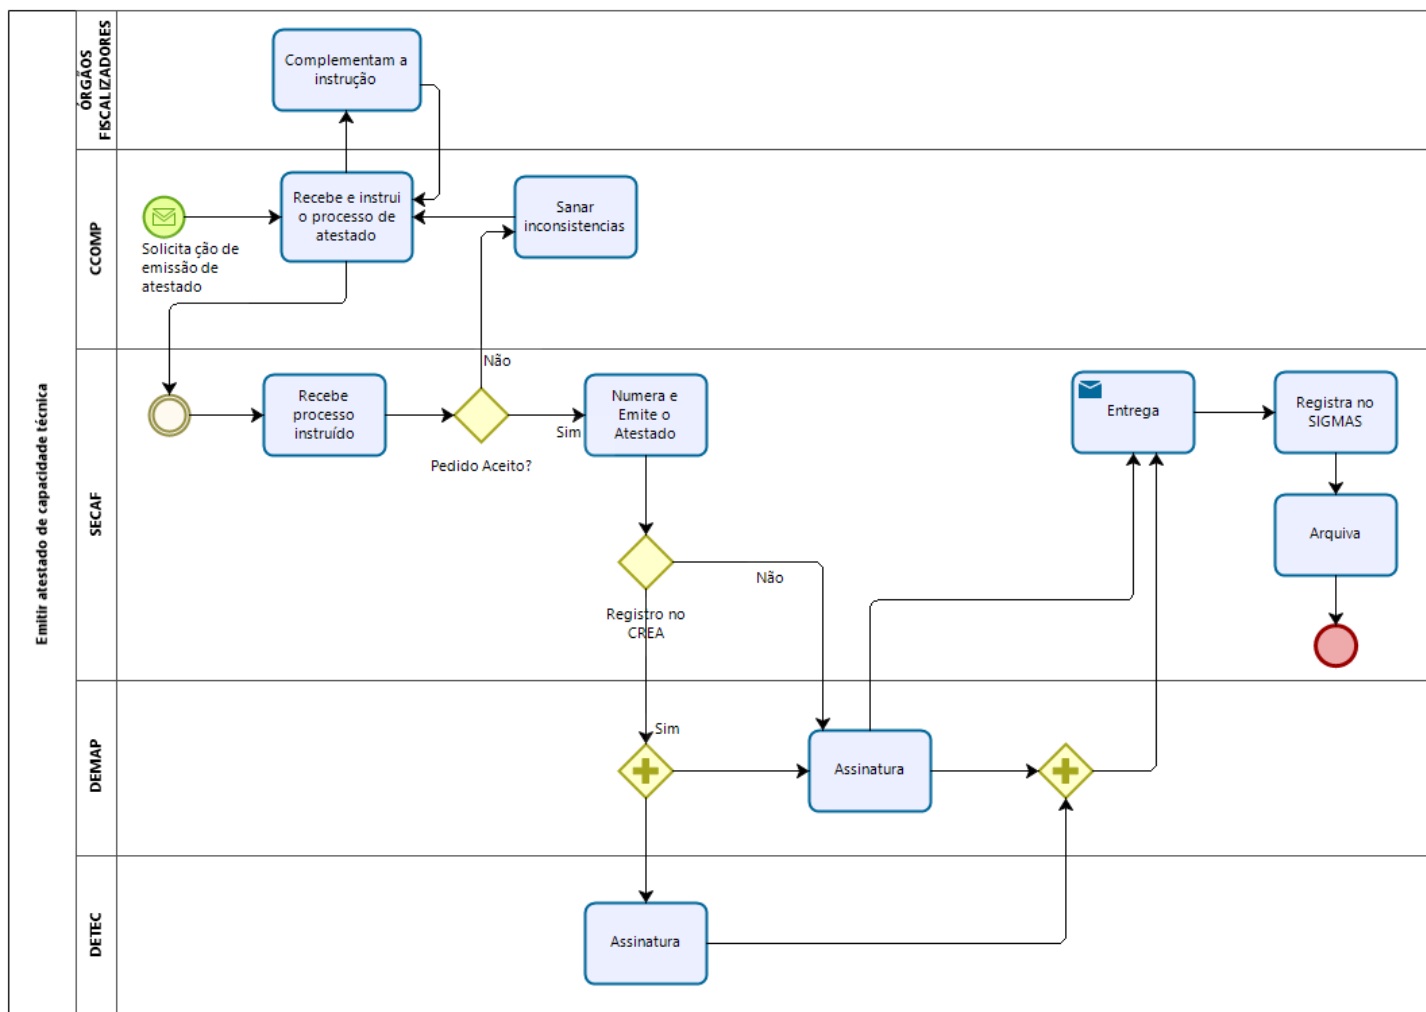 Emitir atestado de capacidade técnica
ÓRGÃOS
FISCALIZADORES
Complementam a
instrução
CCOMP
Solicita ção de
emissão de
atestado
Recebe e instrui
o processo de
atestado
Sanar
inconsistencias
SECAF
Recebe
processo
instruído
Não
Pedido Aceito?
Sim
Numera e
Emite o
Atestado
Registro no
CREA
Não
Entrega
Registra no
SIGMAS
Arquiva
DEMAP
Sim
Assinatura
DETEC
Assinatura